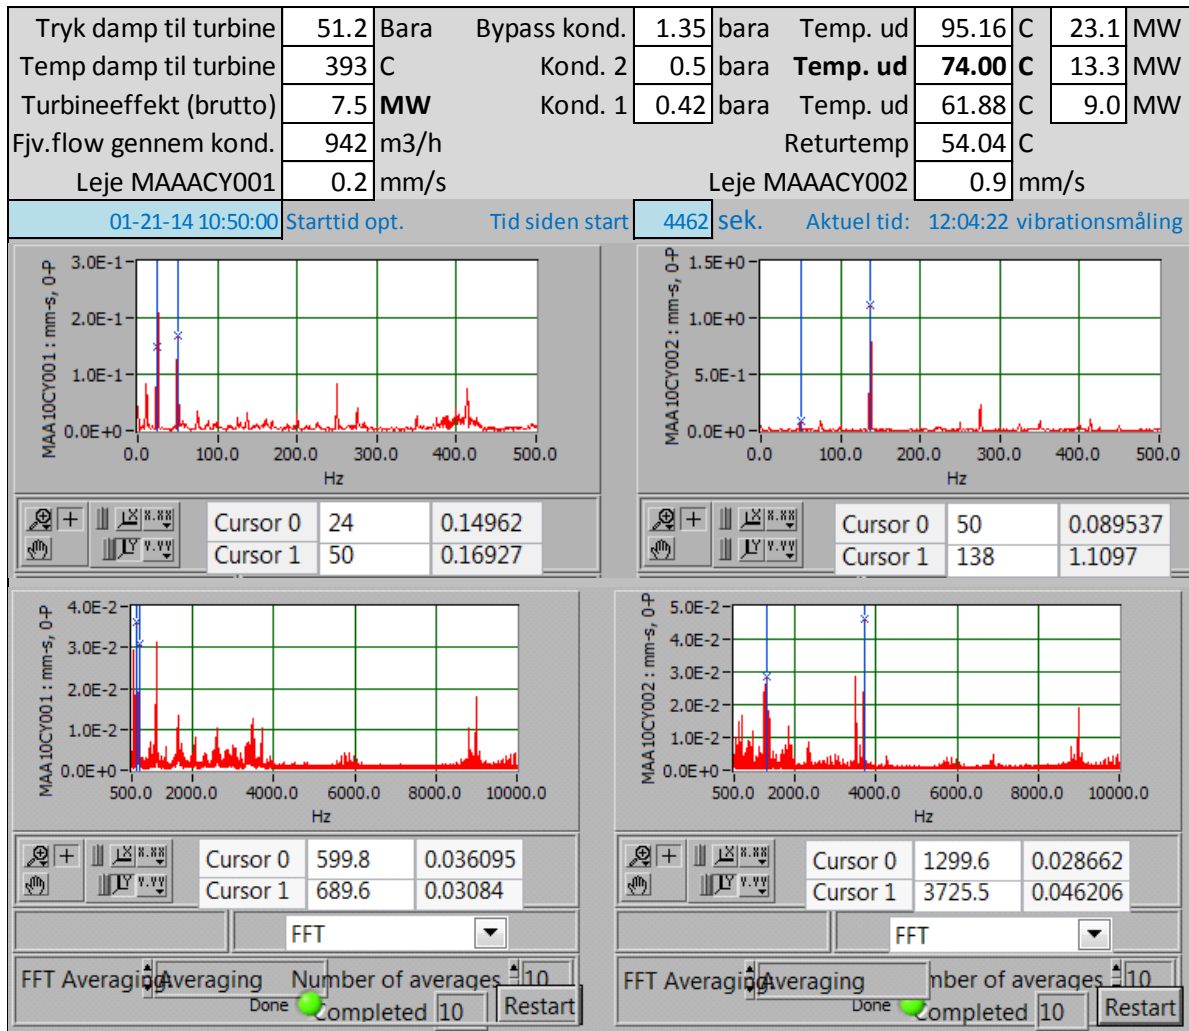 Tryk damp til turbine 51.2 Bara Bypass kond. 1.35 bara Temp. ud 95.16 C 23.1 MW
Temp damp til turbine 393 C Kond. 2 0.5 bara Temp. ud 74.00 C 13.3 MW
Turbineeffekt (brutto) 7.5 MW Kond. 1 0.42 bara Temp. ud 61.88 C 9.0 MW
Fjv.flow gennem kond. 942 m3/h Returtemp 54.04 C
Leje MAAACY001 0.2 mm/s Leje MAAACY002 0.9 mm/s
01-21-14 10:50:00 Starttid opt. Tid siden start 4462 sek. Aktuel tid: 12:04:22 vibrationsmåling
MAA10CY001 : mm-s, 0-P
3.0E-1
2.0E-1
1.0E-1
0.0E+0
0.0 100.0 200.0 300.0 400.0 500.0
Hz
X.XX
Y.YY
Cursor 0 24 0.14962
Cursor 1 50 0.16927
MAA10CY002 : mm-s, 0-P
1.5E+0
1.0E+0
5.0E-1
0.0E+0
0.0 100.0 200.0 300.0 400.0 500.0
Hz
X.XX
Y.YY
Cursor 0 50 0.089537
Cursor 1 138 1.1097
MAA10CY001 : mm-s, 0-P
4.0E-2
3.0E-2
2.0E-2
1.0E-2
0.0E+0
500.0 2000.0 4000.0 6000.0 8000.0 10000.0
Hz
X.XX
Y.YY
Cursor 0 599.8 0.036095
Cursor 1 689.6 0.03084
FFT
FFT Averaging Averaging Number of averages 10
Done Completed 10 Restart
MAA10CY002 : mm-s, 0-P
5.0E-2
4.0E-2
3.0E-2
2.0E-2
1.0E-2
0.0E+0
500.0 2000.0 4000.0 6000.0 8000.0 10000.0
Hz
X.XX
Y.YY
Cursor 0 1299.6 0.028662
Cursor 1 3725.5 0.046206
FFT
FFT Averaging Averaging mber of averages 10
Done Completed 10 Restart